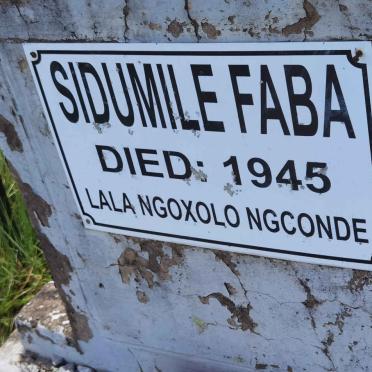 SIDUMILE FABA
DIED: 1945
LALA NGOXOLO NGCONDE